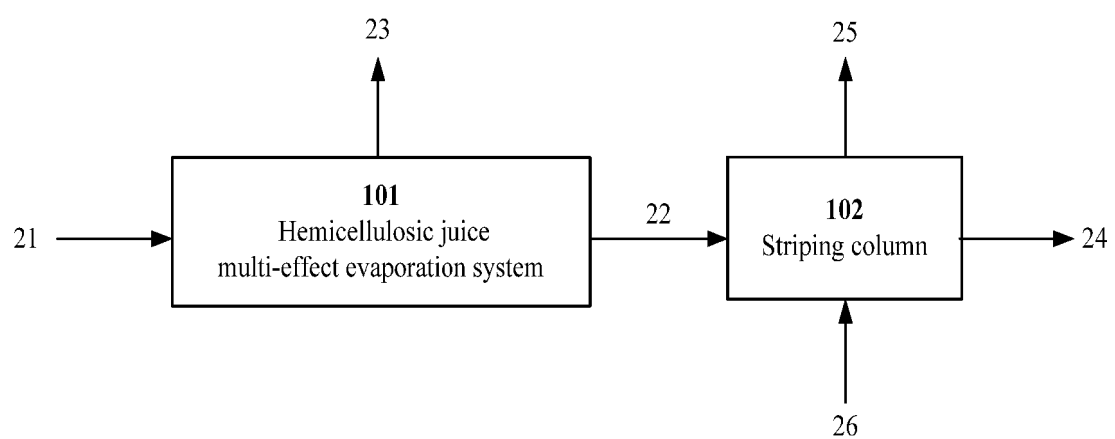 23
25
101
Hemicellulosic juice
multi-effect evaporation system
21
22
102
Striping column
24
26